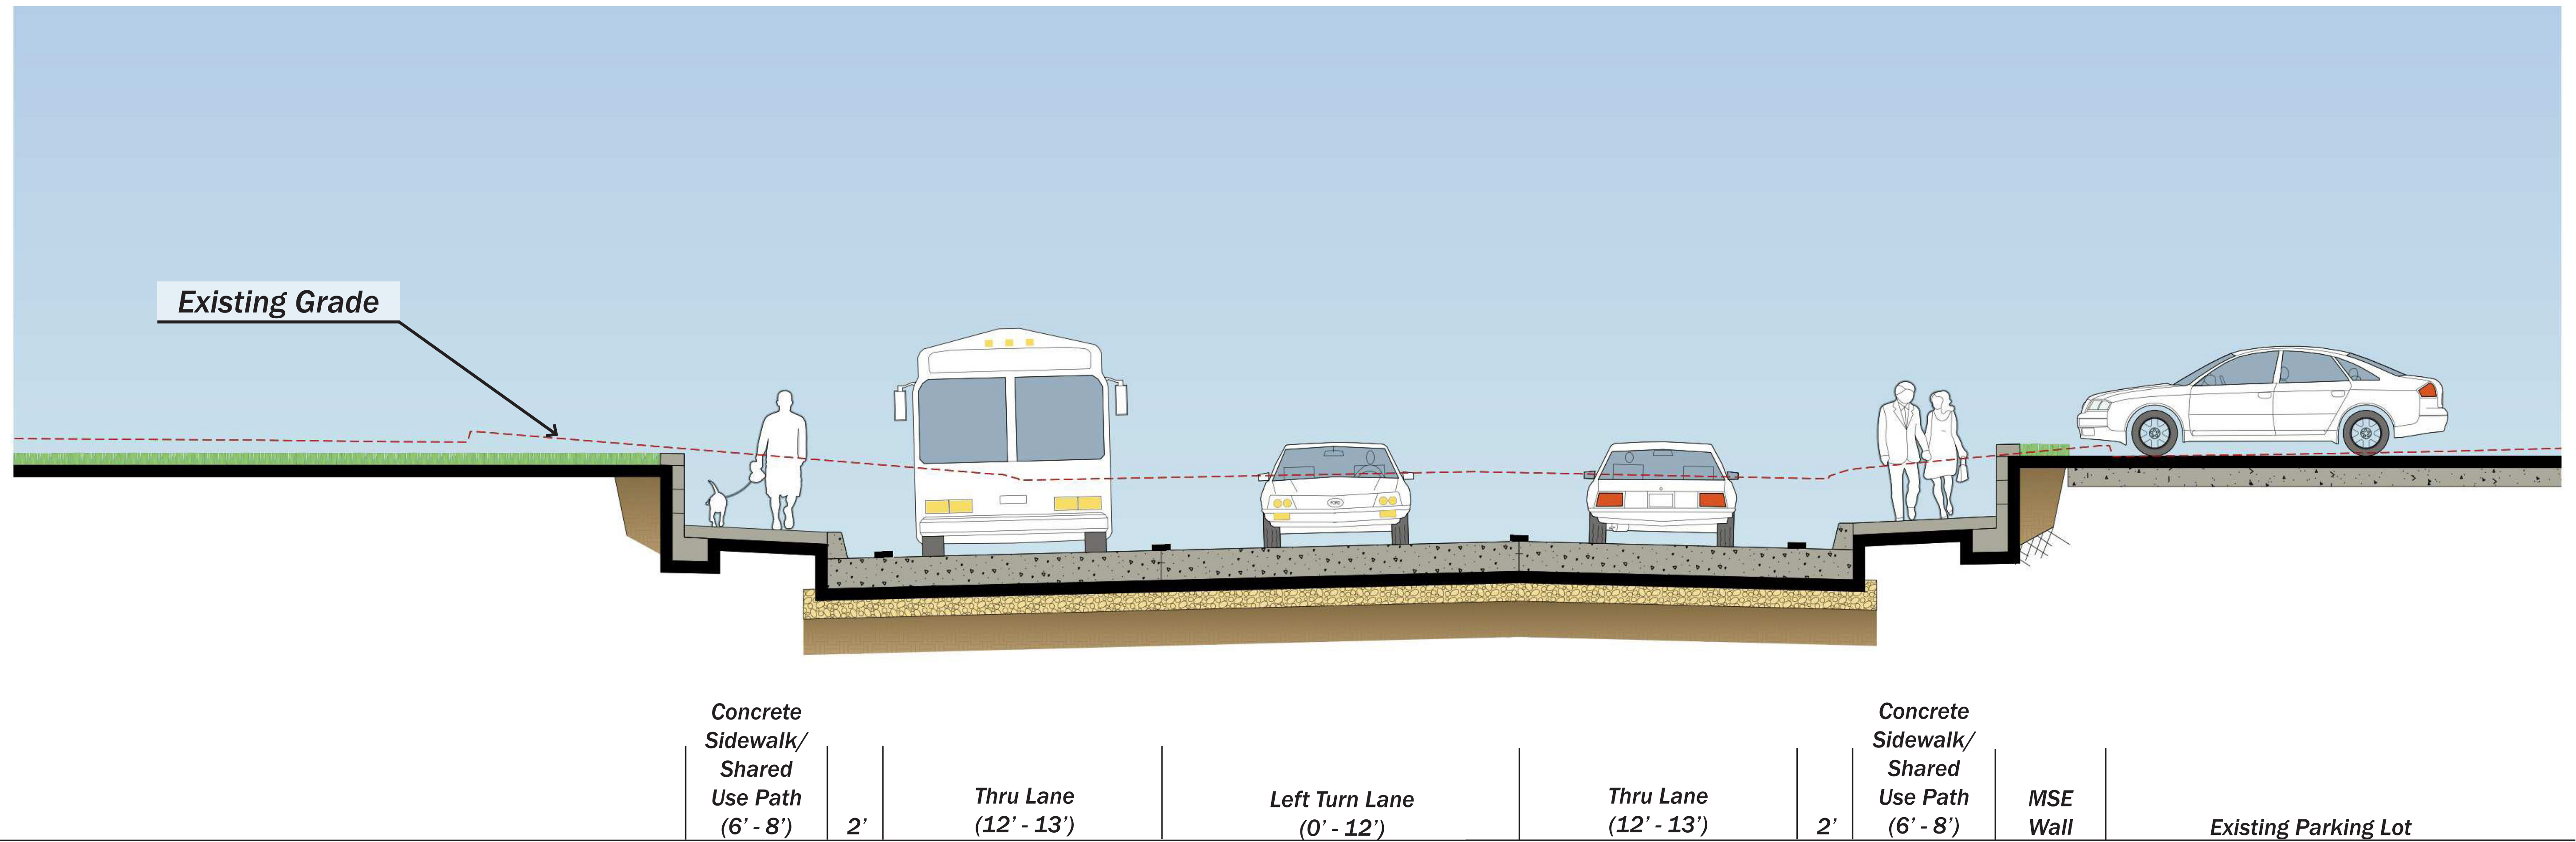 Existing Grade
Concrete
Sidewalk/
Shared
Use Path
(6’ - 8’)
2’
Thru Lane
(12’ - 13’)
Left Turn Lane
(0’ - 12’)
Thru Lane
(12’ - 13’)
2’
Concrete
Sidewalk/
Shared
Use Path
(6’ - 8’)
MSE
Wall
Existing Parking Lot